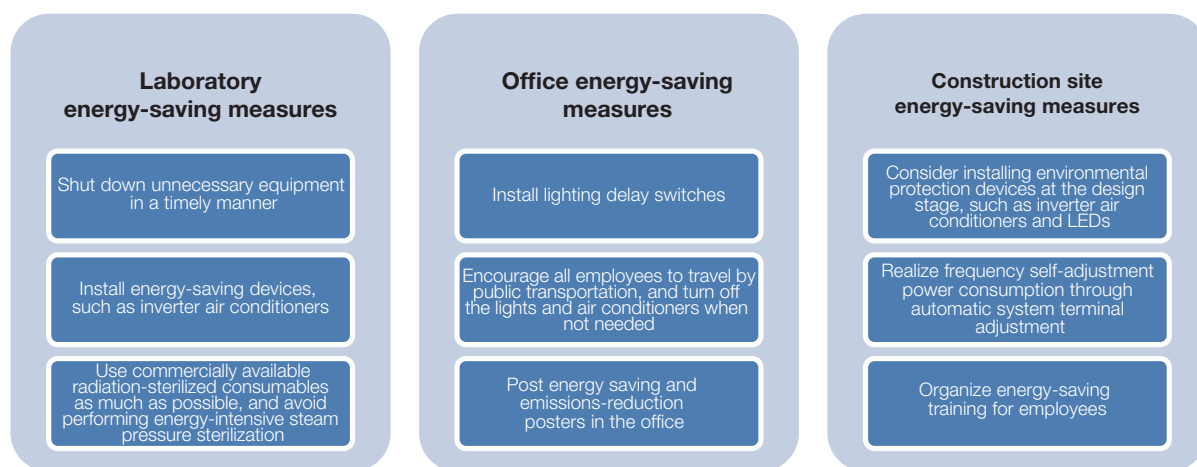 Laboratory
energy-saving measures
Shut down unnecessary equipment
in a timely manner
Install energy-saving devices,
such as inverter air conditioners
Use commercially available
radiation-sterilized consumables
as much as possible, and avoid
performing energy-intensive steam
pressure sterilization
Office energy-saving
measures
Install lighting delay switches
Encourage all employees to travel by
public transportation, and turn off
the lights and air conditioners when
not needed
Post energy saving and
emissions-reduction
posters in the office
Construction site
energy-saving measures
Consider installing environmental
protection devices at the design
stage, such as inverter air
conditioners and LEDs
Realize frequency self-adjustment
power consumption through
automatic system terminal
adjustment
Organize energy-saving
training for employees